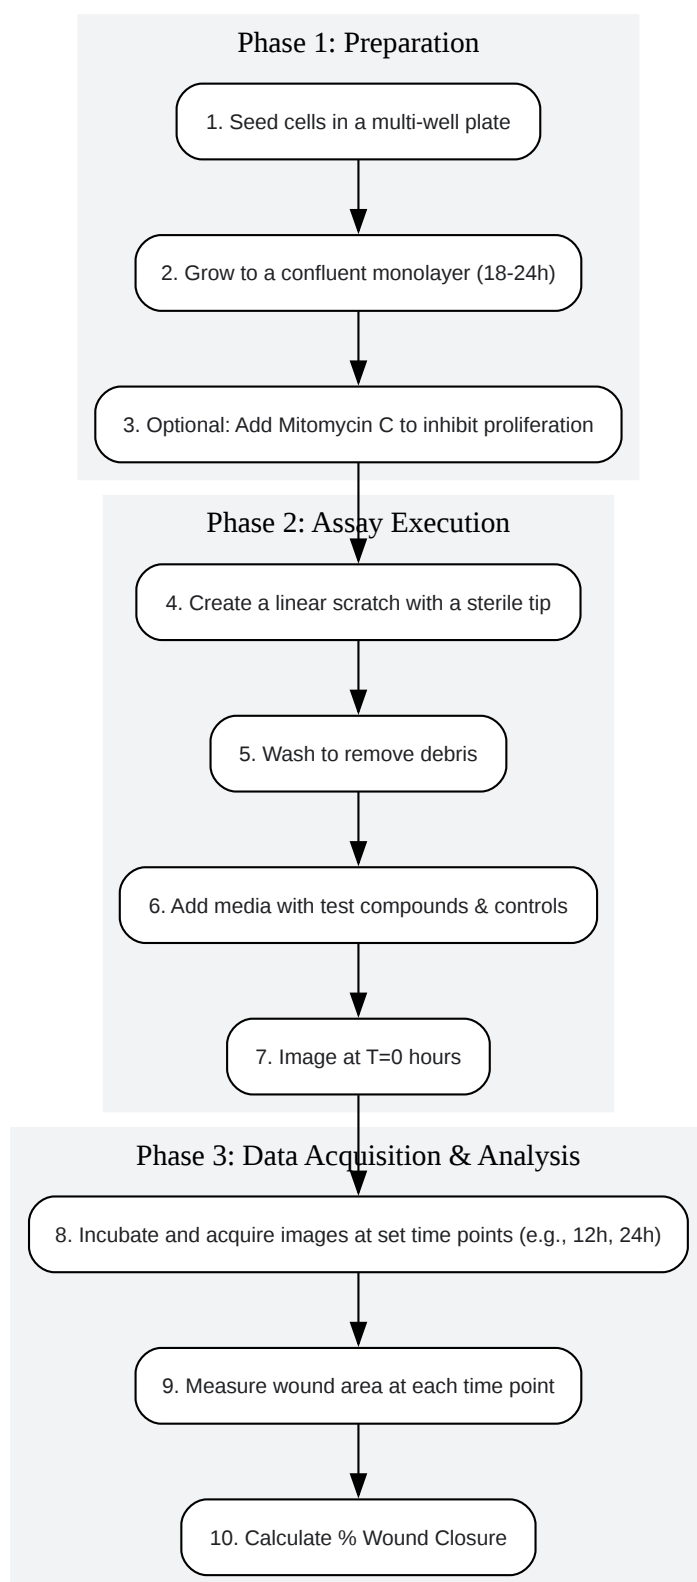 Phase 1: Preparation
1. Seed cells in a multi-well plate
2. Grow to a confluent monolayer (18-24h)
3. Optional: Add Mitomycin C to inhibit proliferation
Phase 2: Assay Execution
4. Create a linear scratch with a sterile tip
5. Wash to remove debris
6. Add media with test compounds & controls
7. Image at T=0 hours
Phase 3: Data Acquisition & Analysis
8. Incubate and acquire images at set time points (e.g., 12h, 24h)
9. Measure wound area at each time point
10. Calculate % Wound Closure